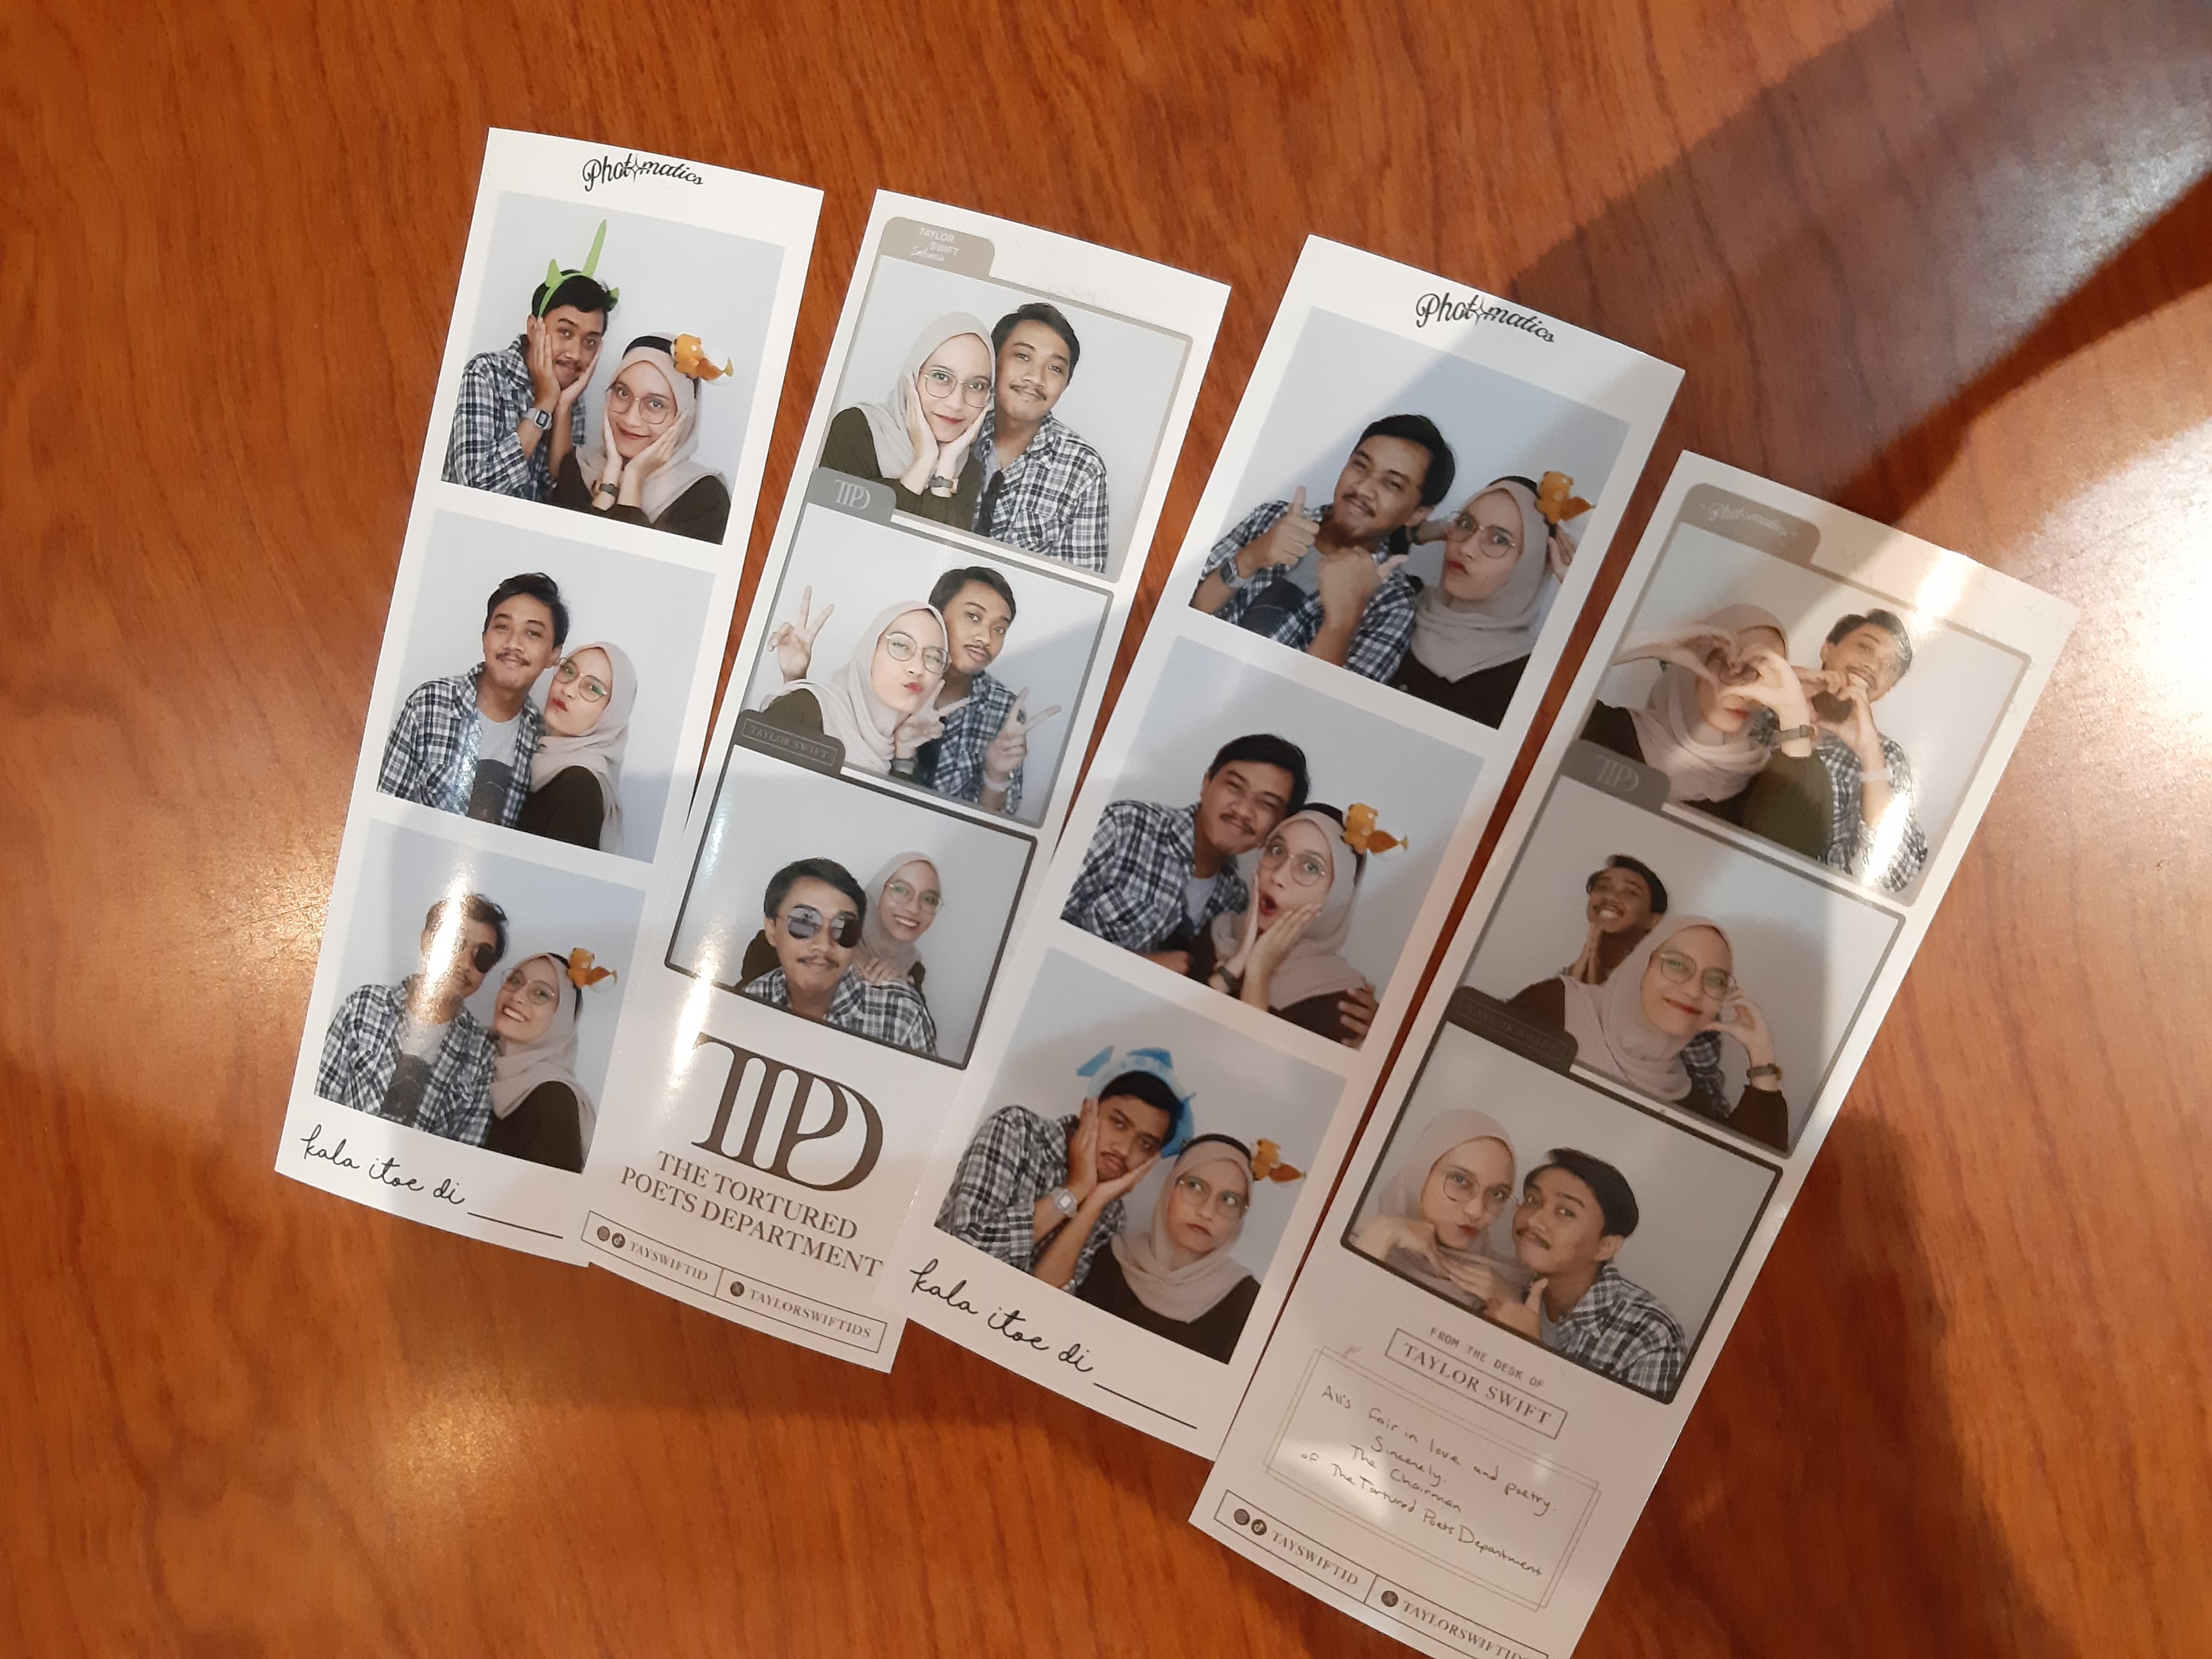 Photomatics
kala itoe di
TAYLOR
SWIFT
Indonesia
TTPD
TAYLOR SWIFT
TTPD
THE TORTURED
POETS DEPARTMENT
TAYSWIFTID
TAYLORSWIFTIDS
Photomatics
kala itoe di
Photomatics
TTPD
TAYLOR SWIFT
FROM THE DESK OF
TAYLOR SWIFT
All's fair in love and poetry.
Sincerely.
The Chairman
of The Tortured Poets Department
TAYSWIFTID
TAYLORSWIFTIDS